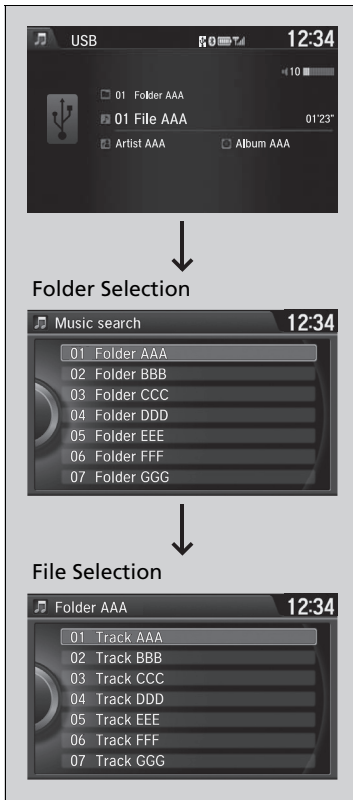 USB 12:34
10
01 Folder AAA
01 File AAA 01'23"
Artist AAA Album AAA
Folder Selection
Music search 12:34
01 Folder AAA
02 Folder BBB
03 Folder CCC
04 Folder DDD
05 Folder EEE
06 Folder FFF
07 Folder GGG
File Selection
Folder AAA 12:34
01 Track AAA
02 Track BBB
03 Track CCC
04 Track DDD
05 Track EEE
06 Track FFF
07 Track GGG